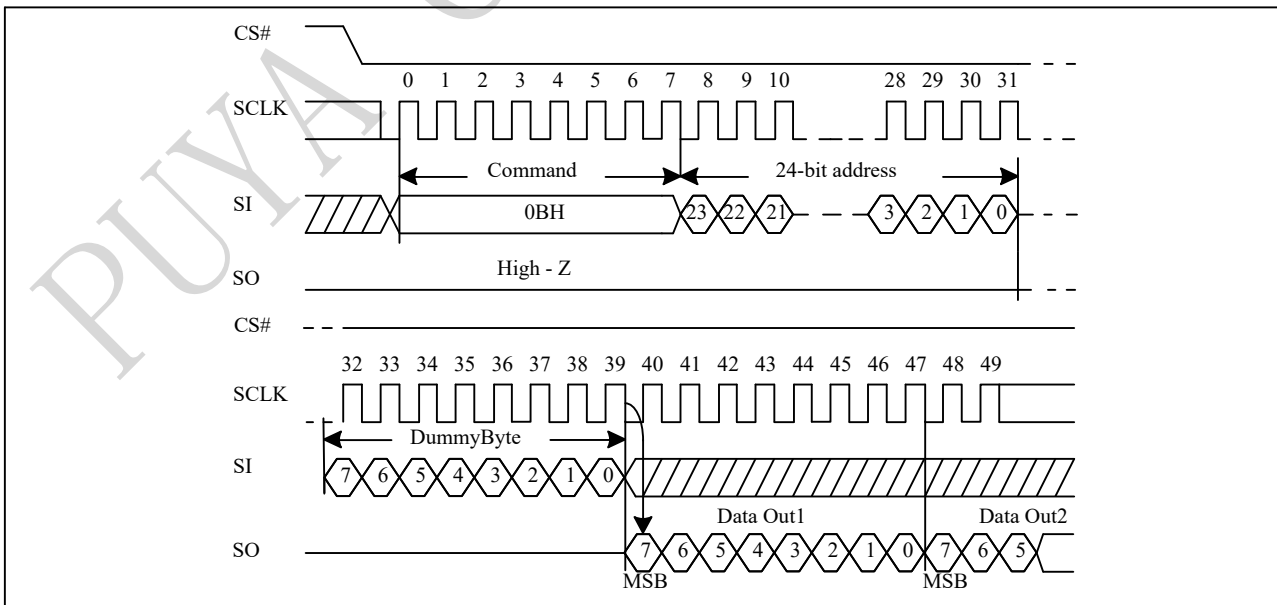 PUYA
CS#
0 1 2 3 4 5 6 7 8 9 10 28 29 30 31
SCLK
Command 24-bit address
SI 0BH 23 22 21 3 2 1 0
High - Z
SO
CS#
32 33 34 35 36 37 38 39 40 41 42 43 44 45 46 47 48 49
SCLK
DummyByte
SI 7 6 5 4 3 2 1 0
Data Out1 Data Out2
SO 7 6 5 4 3 2 1 0 7 6 5
MSB MSB